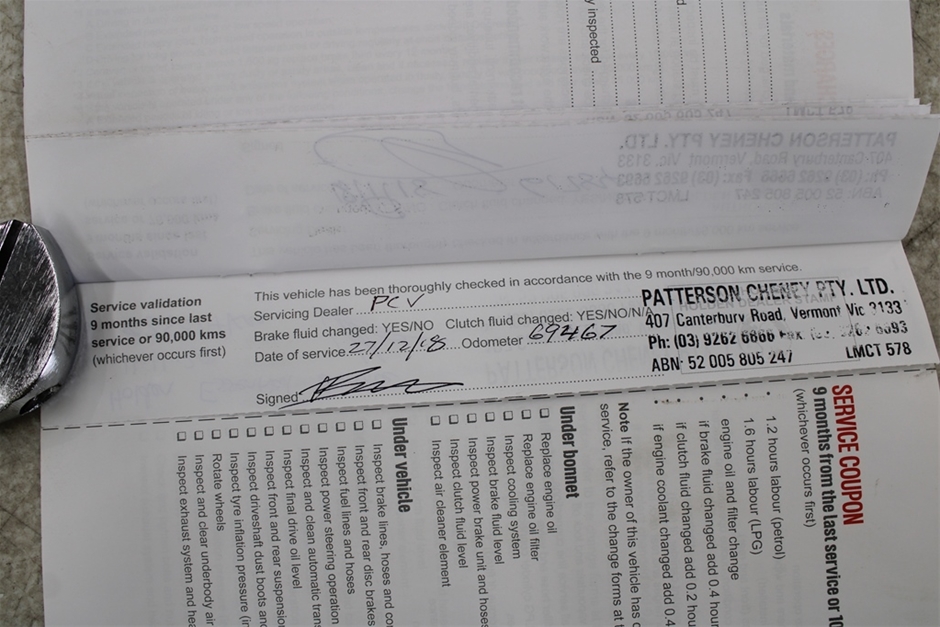 y inspected
Service validation
9 months since last
service or 90,000 kms
(whichever occurs first)
This vehicle has been thoroughly checked in accordance with the 9 month/90,000 km service.
Servicing Dealer PCV
Brake fluid changed: YES/NO Clutch fluid changed: YES/NO/N/A
Date of service 27/12/18 Odometer 69467
Signed
PATTERSON CHENEY PTY. LTD.
407 Canterbury Road, Vermont Vic 3133
Ph: (03) 9262 6666 Fax
ABN: 52 005 805 247 LMCT 578
SERVICE COUPON
9 months from the last service or 10
(whichever occurs first)
• 1.2 hours labour (petrol)
• 1.6 hours labour (LPG)
• engine oil and filter change
• if brake fluid changed add 0.4 hour
• if clutch fluid changed add 0.2 hou
• if engine coolant changed add 0.4
Note If the owner of this vehicle has c
service, refer to the change forms at t
Under bonnet
❑ Replace engine oil
❑ Replace engine oil filter
❑ Inspect cooling system
❑ Inspect brake fluid level
❑ Inspect power brake unit and hoses
❑ Inspect clutch fluid level
❑ Inspect air cleaner element
Under vehicle
❑ Inspect brake lines, hoses and co
❑ Inspect front and rear disc brakes
❑ Inspect fuel lines and hoses
❑ Inspect power steering operation
❑ Inspect and clean automatic trans
❑ Inspect final drive oil level
❑ Inspect front and rear suspension
❑ Inspect driveshaft dust boots and
❑ Inspect tyre inflation pressure (in
❑ Rotate wheels
❑ Inspect and clear underbody air
❑ Inspect exhaust system and hea